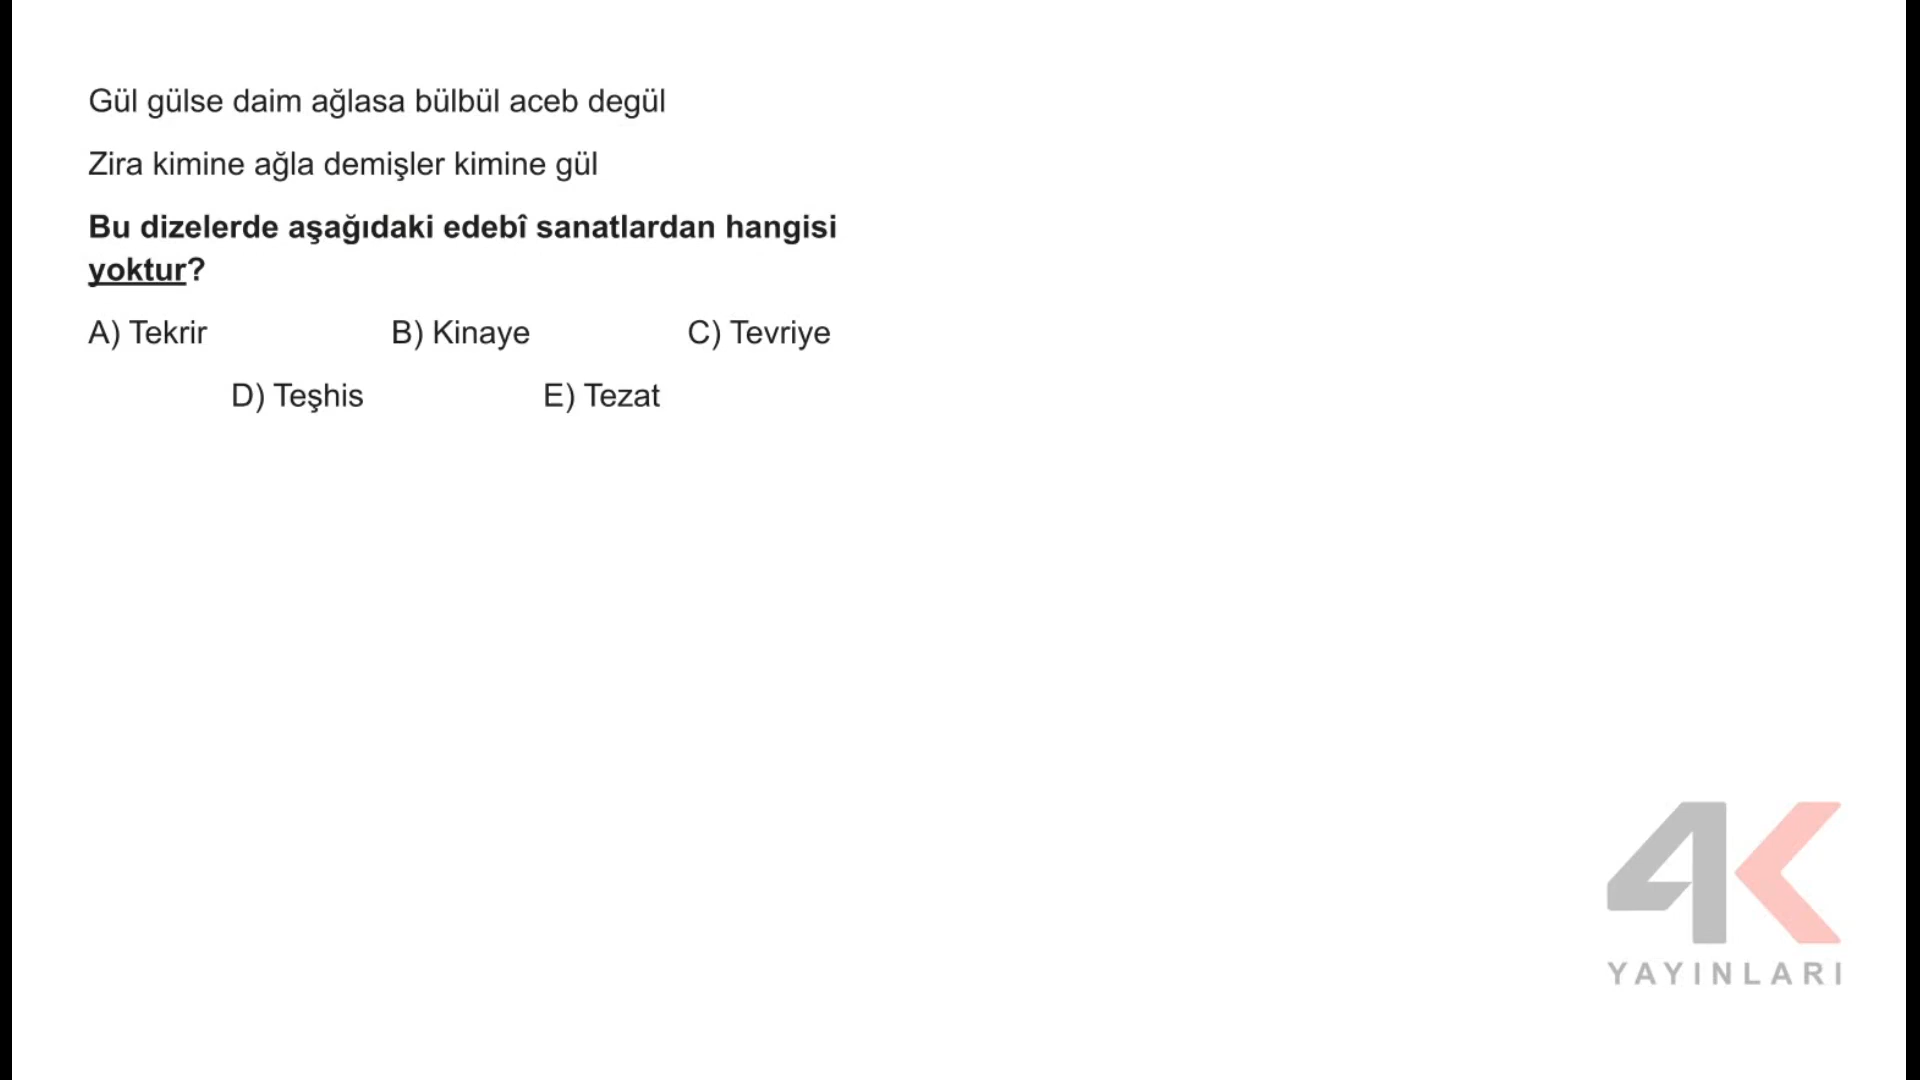 Gül gülse daim ağlasa bülbül aceb degül
Zira kimine ağla demişler kimine gül
Bu dizelerde aşağıdaki edebî sanatlardan hangisi
yoktur?
A) Tekrir B) Kinaye C) Tevriye
D) Teşhis E) Tezat
4K
YAYINLARI